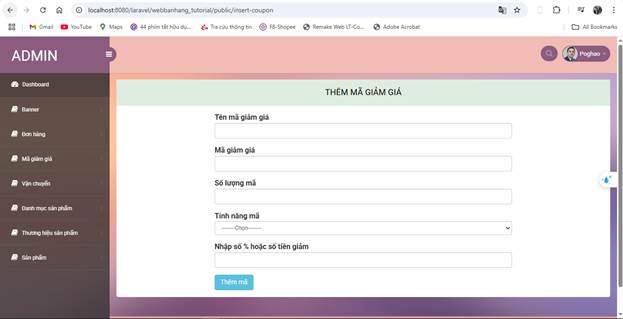 localhost:8080/laravel/webbanhang_tutorial/public/insert-coupon
Gmail
YouTube
Maps
44 phím tắt hữu dụ...
Tra cứu thông tin
F8-Shopee
Remake Web LT-Co...
Adobe Acrobat
All Bookmarks
ADMIN
Poghao
Dashboard
Banner
Đơn hàng
Mã giảm giá
Vận chuyển
Danh mục sản phẩm
Thương hiệu sản phẩm
Sản phẩm
THÊM MÃ GIẢM GIÁ
Tên mã giảm giá
Mã giảm giá
Số lượng mã
Tính năng mã
-------Chọn-------
Nhập số % hoặc số tiền giảm
Thêm mã